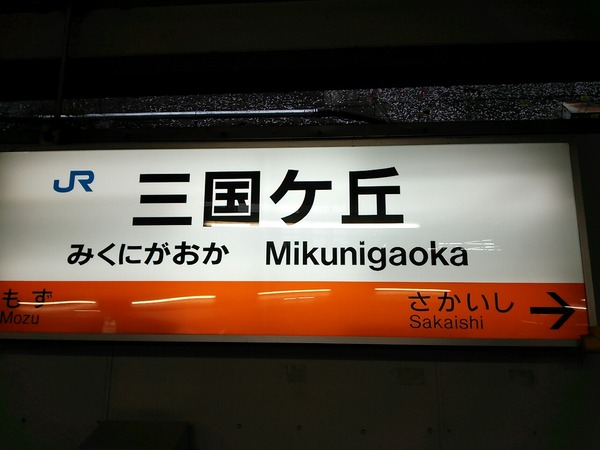 JR
三国ケ丘
みくにがおか Mikunigaoka
もず さかいし
Mozu Sakaishi